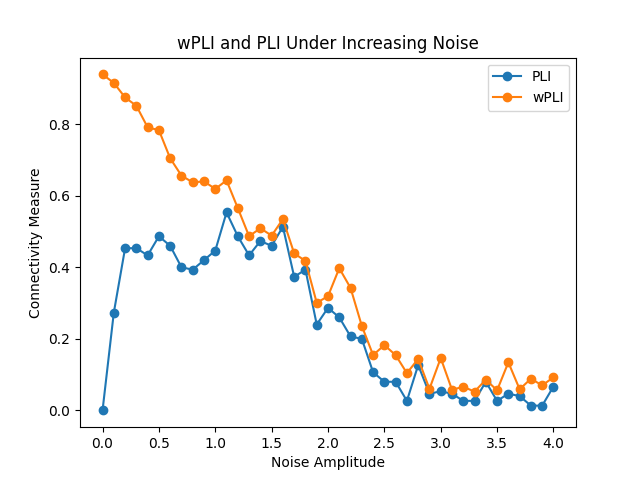 wPLI and PLI Under Increasing Noise
PLI
wPLI
Connectivity Measure
0.8
0.6
0.4
0.2
0.0
0.0 0.5 1.0 1.5 2.0 2.5 3.0 3.5 4.0
Noise Amplitude